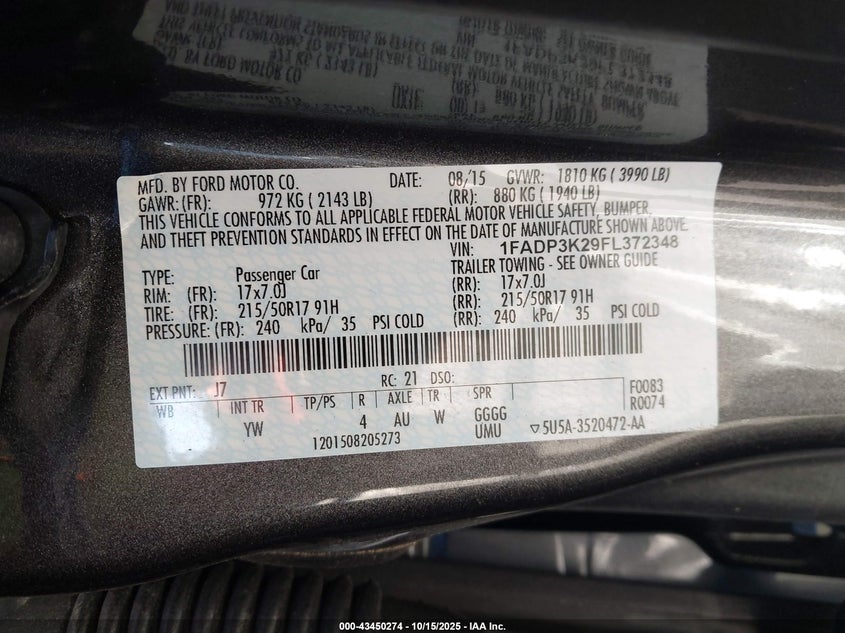 MFD. BY FORD MOTOR CO. DATE: 08/15 GVWR: 1810 KG ( 3990 LB)
GAWR: (FR): 972 KG ( 2143 LB) (RR): 880 KG ( 1940 LB)
THIS VEHICLE CONFORMS TO ALL APPLICABLE FEDERAL MOTOR VEHICLE SAFETY, BUMPER,
AND THEFT PREVENTION STANDARDS IN EFFECT ON THE DATE OF MANUFACTURE SHOWN ABOVE.
VIN: 1FADP3K29FL372348
TYPE: Passenger Car TRAILER TOWING - SEE OWNER GUIDE
RIM: (FR): 17x7.0J (RR): 17x7.0J
TIRE: (FR): 215/50R17 91H (RR): 215/50R17 91H
PRESSURE: (FR): 240 kPa/ 35 PSI COLD (RR): 240 kPa/ 35 PSI COLD
EXT PNT: J7 RC: 21 DSO: F0083
WB INT TR TP/PS R AXLE TR SPR R0074
YW 4 AU W GGGG
1201508205273 UMU ▽5U5A-3520472-AA
000-43450274 - 10/15/2025 - IAA Inc.